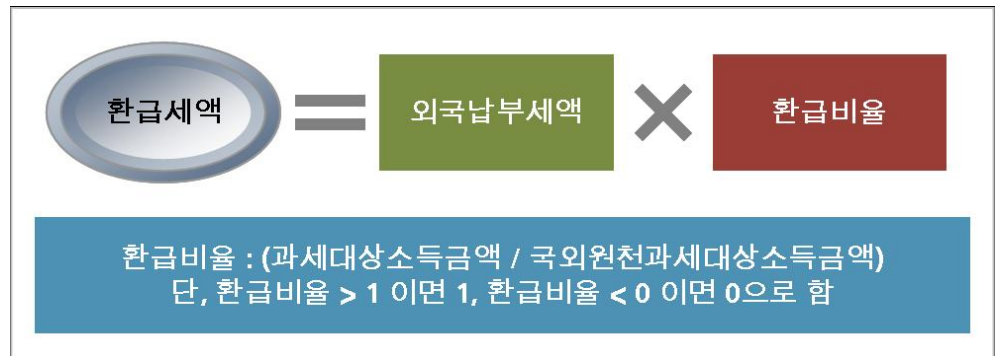 환급세액 = 외국납부세액 × 환급비율
환급비율 : (과세대상소득금액 / 국외원천과세대상소득금액)
단, 환급비율 > 1 이면 1, 환급비율 < 0 이면 0으로 함